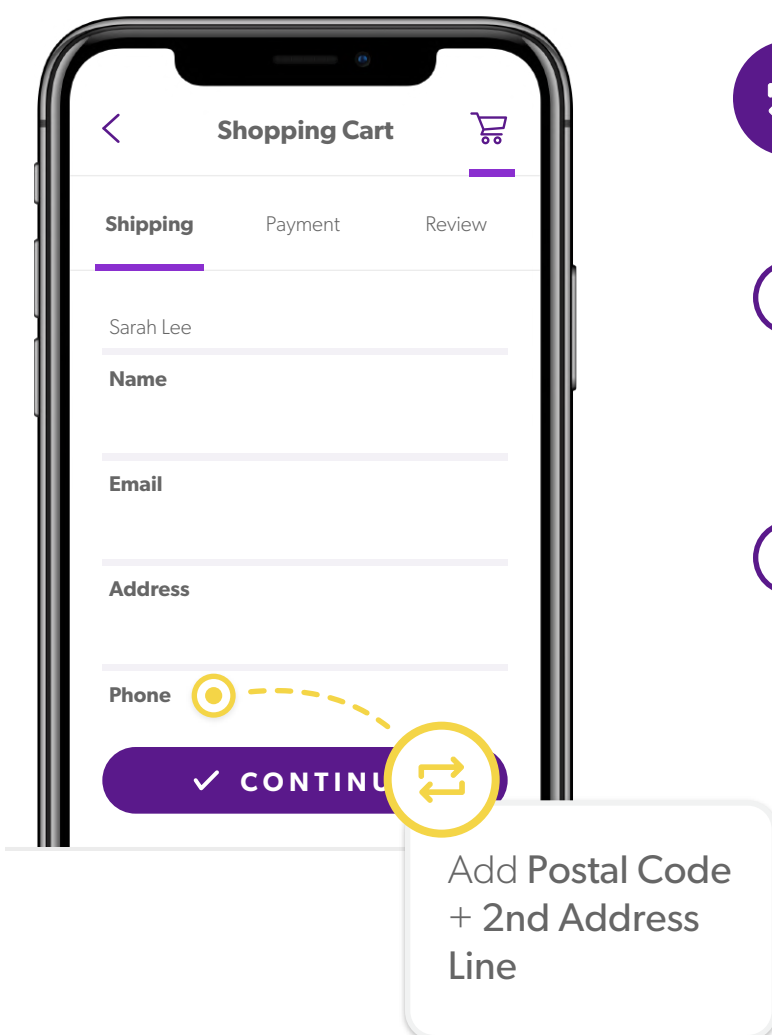 Shopping Cart
Shipping Payment Review
Sarah Lee
Name
Email
Address
Phone
CONTINU
Add Postal Code
+ 2nd Address
Line